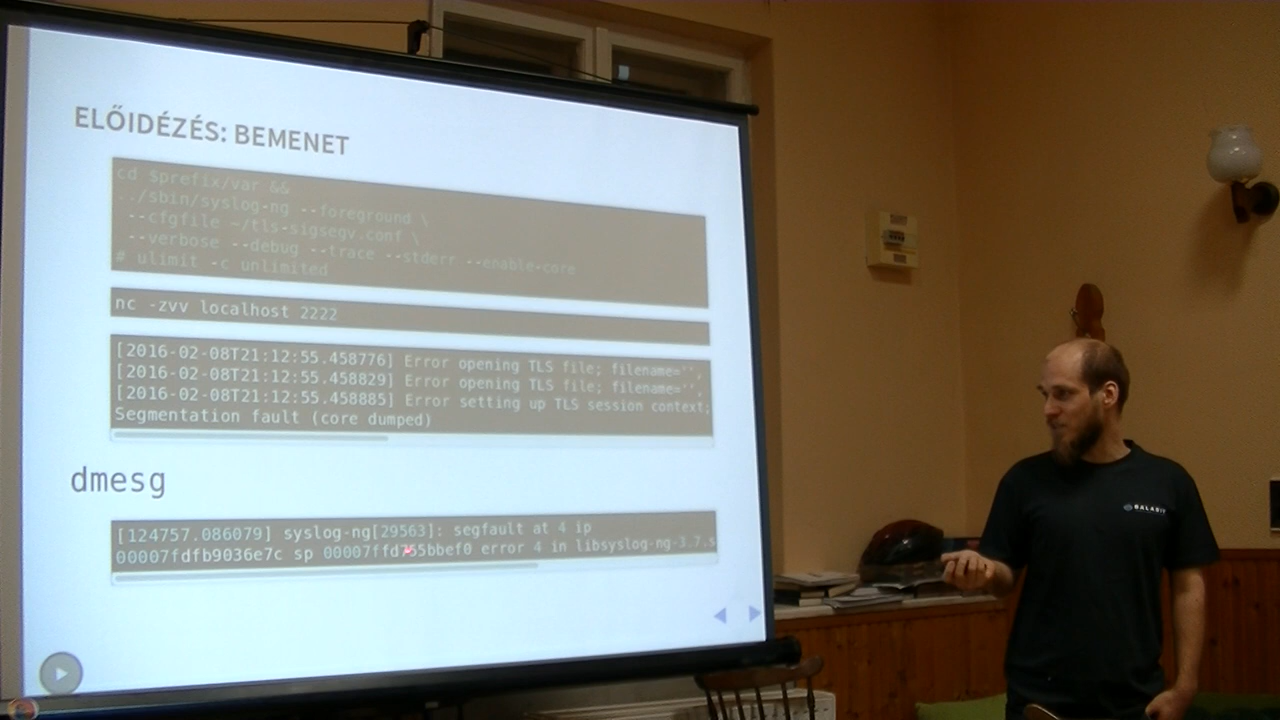 ELŐIDÉZÉS: BEMENET
cd $prefix/var &&
../sbin/syslog-ng --foreground \
--cfgfile ~/tls-sigsegv.conf \
--verbose --debug --trace --stderr --enable-core
# ulimit -c unlimited
nc -zvv localhost 2222
[2016-02-08T21:12:55.458776] Error opening TLS file; filename='',
[2016-02-08T21:12:55.458829] Error opening TLS file; filename='',
[2016-02-08T21:12:55.458885] Error setting up TLS session context;
Segmentation fault (core dumped)
dmesg
[124757.086079] syslog-ng[29563]: segfault at 4 ip
00007fdfb9036e7c sp 00007ffd755bbef0 error 4 in libsyslog-ng-3.7.s
BALABIT